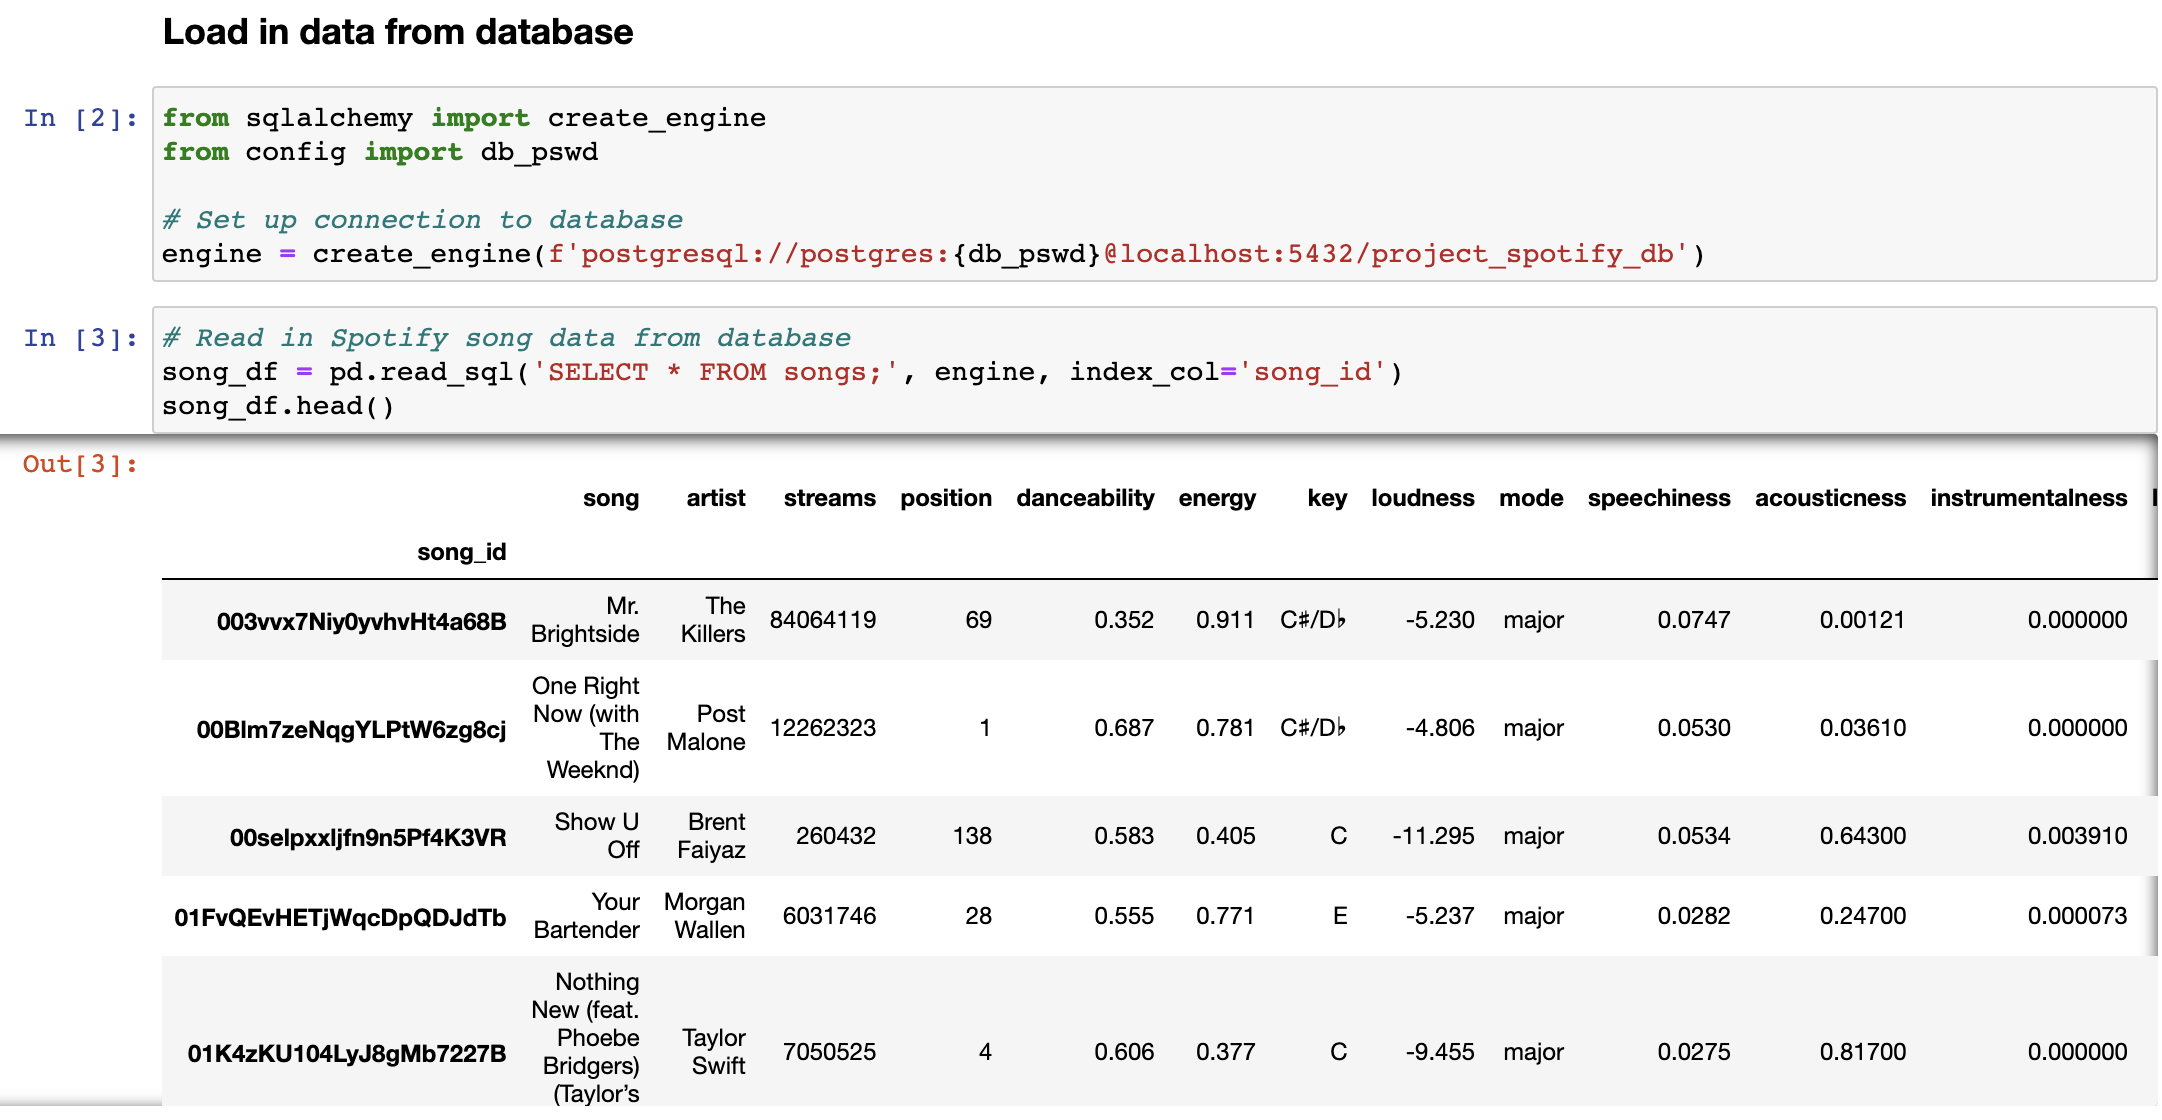 Load in data from database
In [2]:
from sqlalchemy import create_engine
from config import db_pswd
# Set up connection to database
engine = create_engine(f'postgresql://postgres:{db_pswd}@localhost:5432/project_spotify_db')
In [3]:
# Read in Spotify song data from database
song_df = pd.read_sql('SELECT * FROM songs;', engine, index_col='song_id')
song_df.head()
Out[3]:
song artist streams position danceability energy key loudness mode speechiness acousticness instrumentalness
song_id
003vvx7Niy0yvhvHt4a68B Mr. Brightside The Killers 84064119 69 0.352 0.911 C♯/D♭ -5.230 major 0.0747 0.00121 0.000000
00Blm7zeNqgYLPtW6zg8cj One Right Now (with The Weeknd) Post Malone 12262323 1 0.687 0.781 C♯/D♭ -4.806 major 0.0530 0.03610 0.000000
00selpxxljfn9n5Pf4K3VR Show U Off Brent Faiyaz 260432 138 0.583 0.405 C -11.295 major 0.0534 0.64300 0.003910
01FvQEvHETjWqcDpQDJdTb Your Bartender Morgan Wallen 6031746 28 0.555 0.771 E -5.237 major 0.0282 0.24700 0.000073
01K4zKU104LyJ8gMb7227B Nothing New (feat. Phoebe Bridgers) (Taylor’s Taylor Swift 7050525 4 0.606 0.377 C -9.455 major 0.0275 0.81700 0.000000